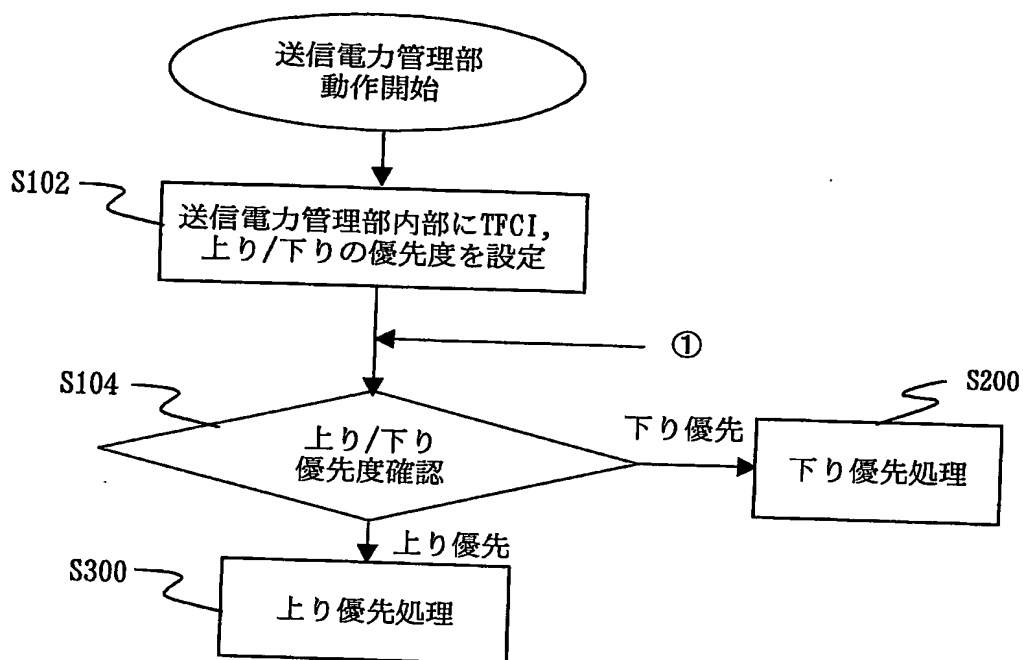 送信電力管理部
動作開始
S102
送信電力管理部内部にTFCI,
上り/下りの優先度を設定
①
S104
上り/下り
優先度確認
下り優先
S200
下り優先処理
上り優先
S300
上り優先処理